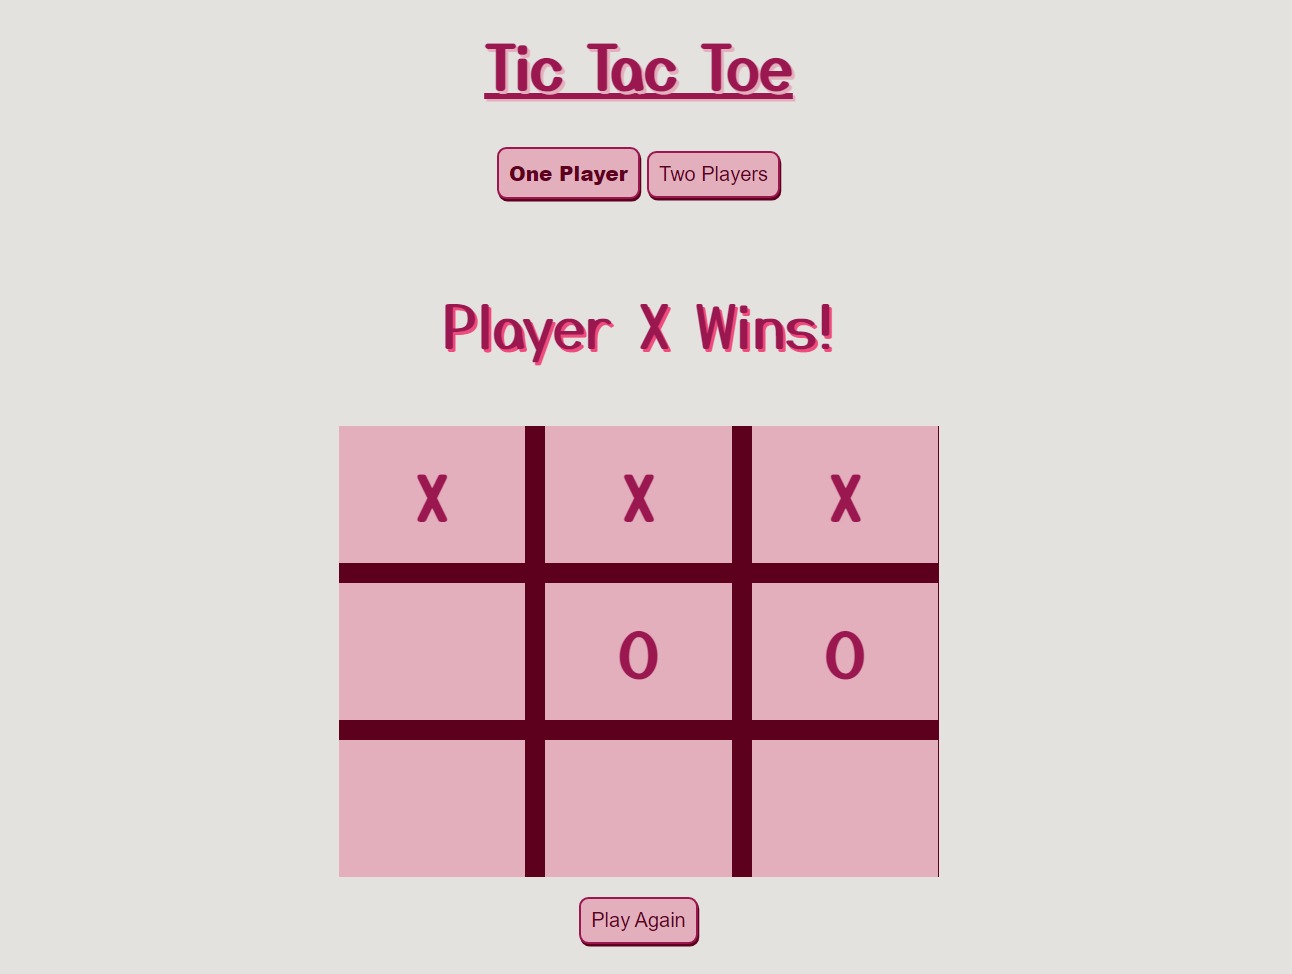 Tic Tac Toe
One Player Two Players
Player X Wins!
X X X
O O
Play Again